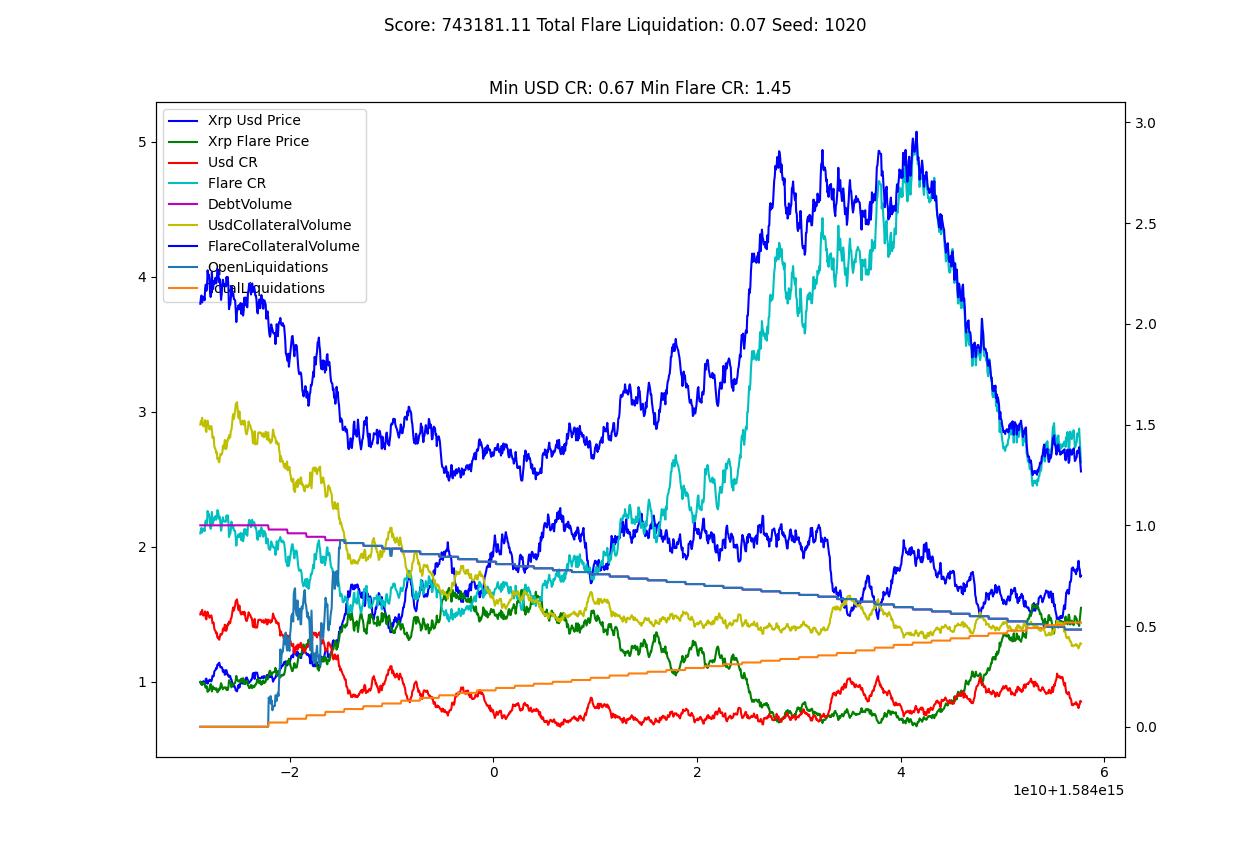 Score: 743181.11 Total Flare Liquidation: 0.07 Seed: 1020
Min USD CR: 0.67 Min Flare CR: 1.45
Xrp Usd Price
Xrp Flare Price
Usd CR
Flare CR
DebtVolume
UsdCollateralVolume
FlareCollateralVolume
OpenLiquidations
TotalLiquidations
5
4
3
2
1
3.0
2.5
2.0
1.5
1.0
0.5
0.0
−2
0
2
4
6
1e10+1.584e15